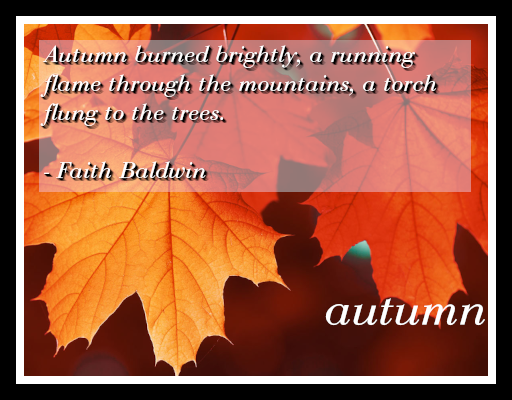 Autumn burned brightly, a running
flame through the mountains, a torch
flung to the trees.
- Faith Baldwin
autumn